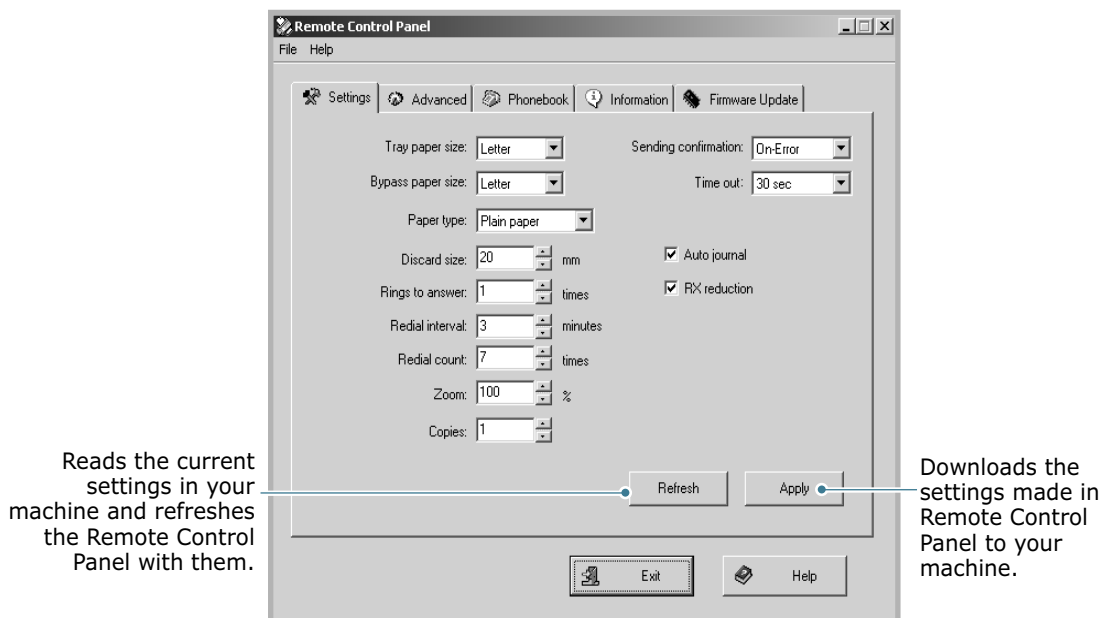 Remote Control Panel
File Help
Settings Advanced Phonebook Information Firmware Update
Tray paper size: Letter Sending confirmation: On-Error
Bypass paper size: Letter Time out: 30 sec
Paper type: Plain paper
Discard size: 20 mm Auto journal
Rings to answer: 1 times RX reduction
Redial interval: 3 minutes
Redial count: 7 times
Zoom: 100 %
Copies: 1
Refresh Apply
Exit Help
Reads the current
settings in your
machine and refreshes
the Remote Control
Panel with them.
Downloads the
settings made in
Remote Control
Panel to your
machine.